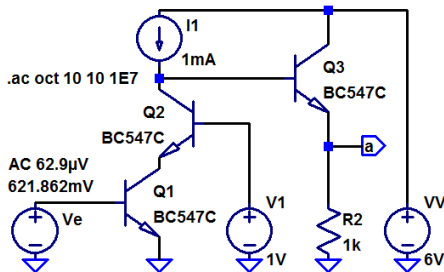 I1
1mA
.ac oct 10 10 1E7
Q3
BC547C
Q2
BC547C
a
AC 62.9µV
621.862mV
Q1
BC547C
Ve
V1
1V
R2
1k
VV
6V